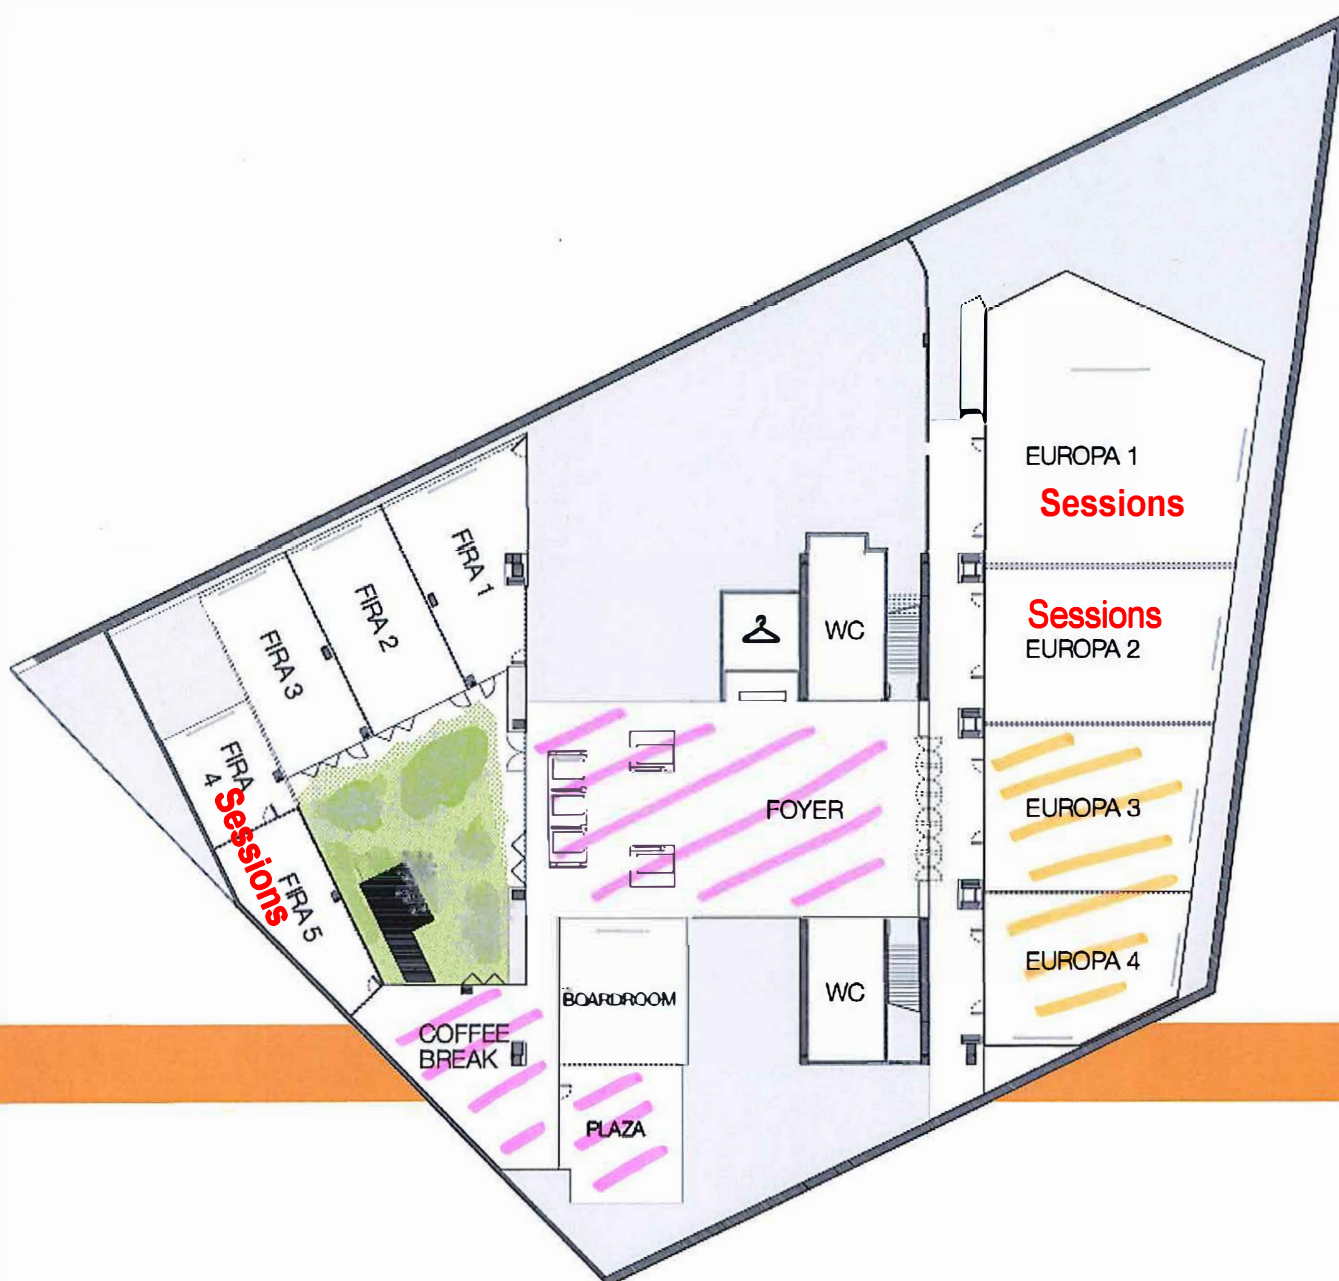 EUROPA 1
Sessions
Sessions
EUROPA 2
EUROPA 3
EUROPA 4
FIRA 1
FIRA 2
FIRA 3
FIRA
4
Sessions
FIRA 5
WC
FOYER
WC
BOARDROOM
COFFEE
BREAK
PLAZA